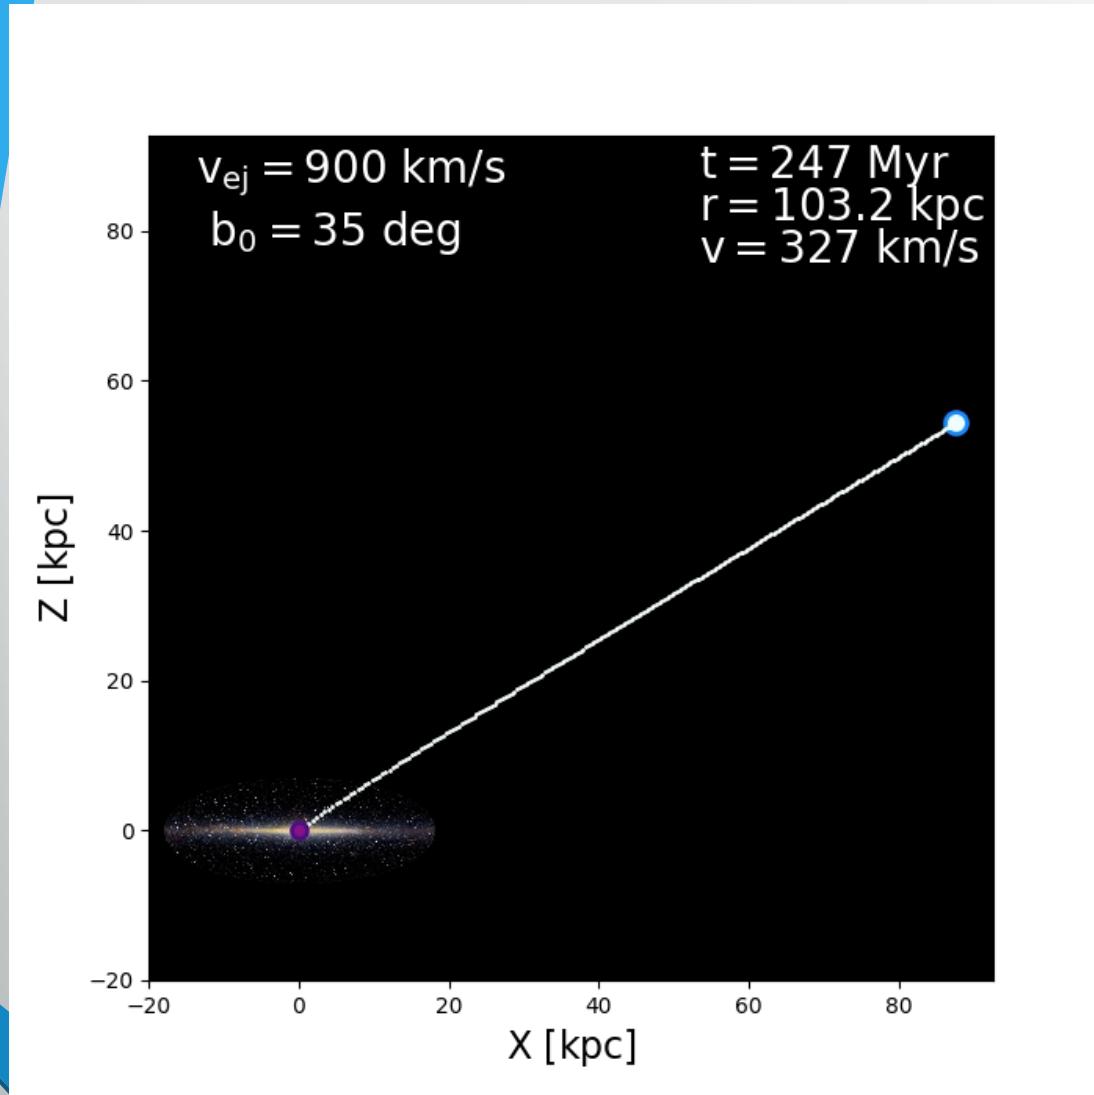 v_ej = 900 km/s
b_0 = 35 deg
t = 247 Myr
r = 103.2 kpc
v = 327 km/s
80
60
40
20
0
−20
Z [kpc]
−20 0 20 40 60 80
X [kpc]